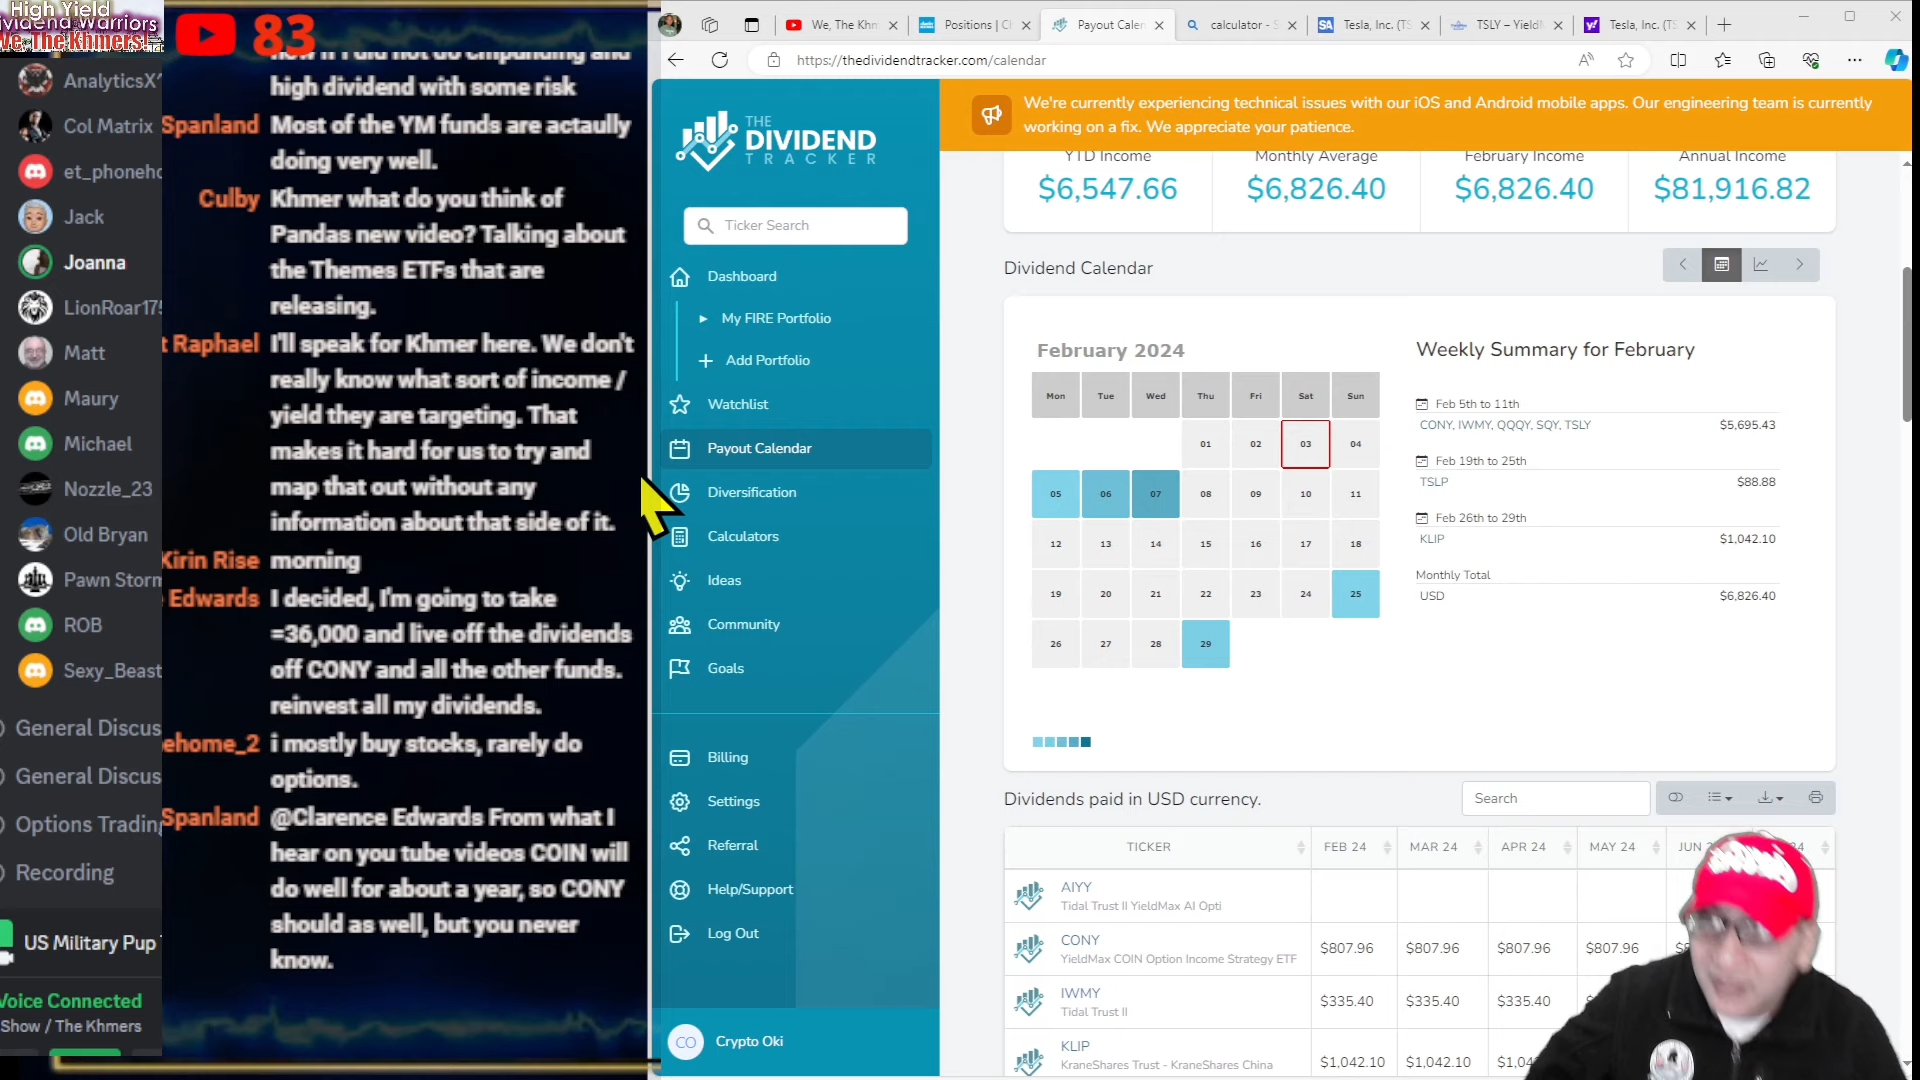 High Yield
Dividend Warriors
We, The Khmers!
83
AnalyticsX
Col Matrix
et_phoneho
Jack
Joanna
LionRoar175
Matt
Maury
Michael
Nozzle_23
Old Bryan
Pawn Storm
ROB
Sexy_Beast
General Discus
General Discus
Options Trading
Recording
US Military Pup
Voice Connected
Show / The Khmers
high dividend with some risk
Spanland Most of the YM funds are actaully
doing very well.
Culby Khmer what do you think of
Pandas new video? Talking about
the Themes ETFs that are
releasing.
t Raphael I'll speak for Khmer here. We don't
really know what sort of income /
yield they are targeting. That
makes it hard for us to try and
map that out without any
information about that side of it.
Kirin Rise morning
Edwards I decided, I'm going to take
=36,000 and live off the dividends
off CONY and all the other funds.
reinvest all my dividends.
ehome_2 i mostly buy stocks, rarely do
options.
Spanland @Clarence Edwards From what I
hear on you tube videos COIN will
do well for about a year, so CONY
should as well, but you never
know.
We, The Khm
Positions | Ch
Payout Calen
calculator - S
Tesla, Inc. (TS
TSLY – YieldM
Tesla, Inc. (TS
https://thedividendtracker.com/calendar
THE
DIVIDEND
TRACKER
Ticker Search
Dashboard
My FIRE Portfolio
Add Portfolio
Watchlist
Payout Calendar
Diversification
Calculators
Ideas
Community
Goals
Billing
Settings
Referral
Help/Support
Log Out
CO Crypto Oki
We're currently experiencing technical issues with our iOS and Android mobile apps. Our engineering team is currently
working on a fix. We appreciate your patience.
YTD Income Monthly Average February Income Annual Income
$6,547.66 $6,826.40 $6,826.40 $81,916.82
Dividend Calendar
February 2024
Mon Tue Wed Thu Fri Sat Sun
01 02 03 04
05 06 07 08 09 10 11
12 13 14 15 16 17 18
19 20 21 22 23 24 25
26 27 28 29
Weekly Summary for February
Feb 5th to 11th
CONY, IWMY, QQQY, SQY, TSLY $5,695.43
Feb 19th to 25th
TSLP $88.88
Feb 26th to 29th
KLIP $1,042.10
Monthly Total
USD $6,826.40
Dividends paid in USD currency.
Search
TICKER FEB 24 MAR 24 APR 24 MAY 24 JUN
AIYY
Tidal Trust II YieldMax AI Opti
CONY $807.96 $807.96 $807.96 $807.96
YieldMax COIN Option Income Strategy ETF
IWMY $335.40 $335.40 $335.40
Tidal Trust II
KLIP $1,042.10 $1,042.10 $1,04
KraneShares Trust - KraneShares China